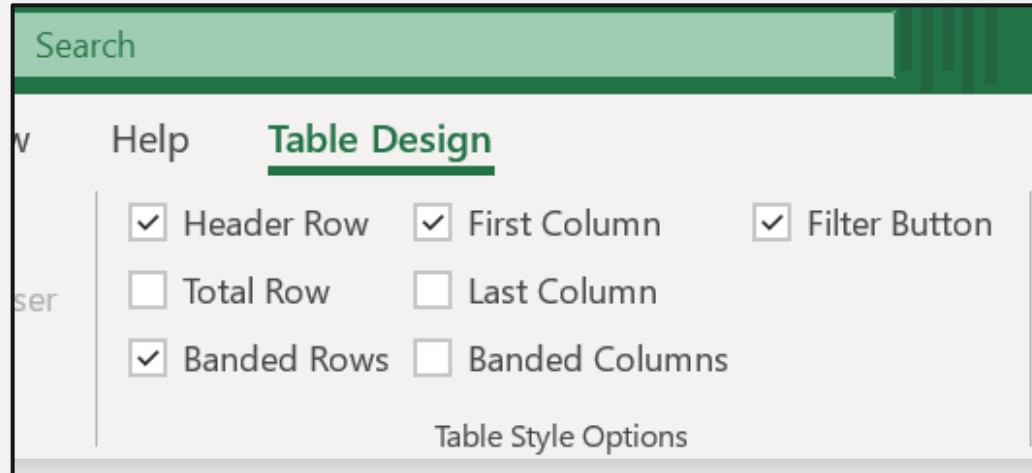 Search
Help Table Design
Header Row First Column Filter Button
Total Row Last Column
Banded Rows Banded Columns
Table Style Options